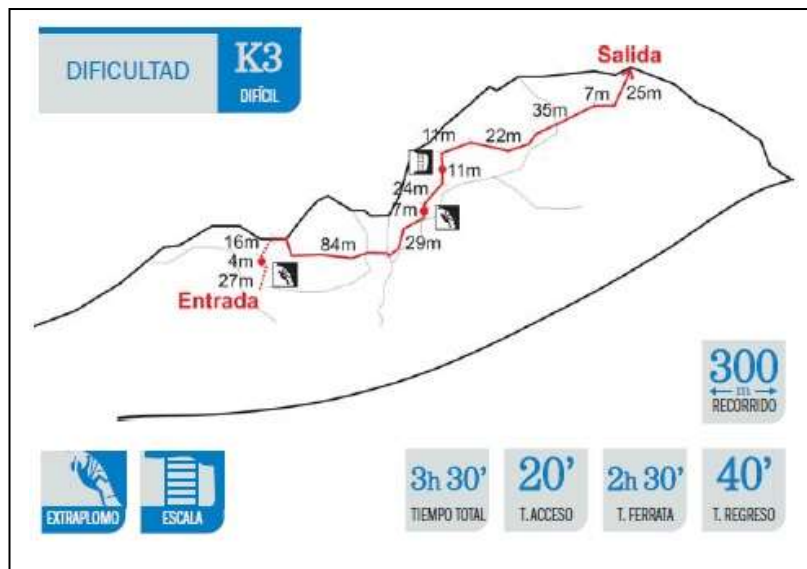 DIFICULTAD
K3
DIFÍCIL
Salida
7m
25m
35m
11m
22m
11m
24m
7m
29m
16m
84m
4m
27m
Entrada
300
m
RECORRIDO
EXTRAPLOMO
ESCALA
3h 30’
TIEMPO TOTAL
20’
T. ACCESO
2h 30’
T. FERRATA
40’
T. REGRESO